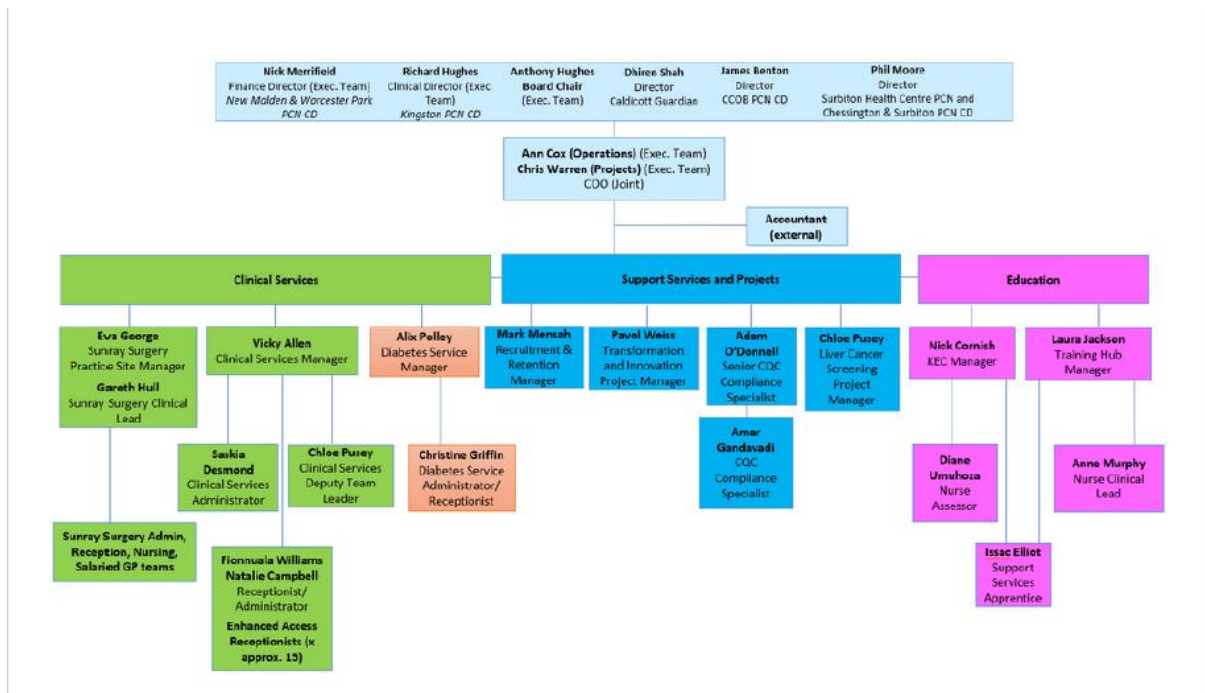 Nick Merrifield
Finance Director (Exec. Team)
New Malden & Worcester Park
PCN CD
Richard Hughes
Clinical Director (Exec
Team)
Kingston PCN CD
Anthony Hughes
Board Chair
(Exec. Team)
Dhiren Shah
Director
Caldicott Guardian
James Benton
Director
CCOB PCN CD
Phil Moore
Director
Surbiton Health Centre PCN and
Chessington & Surbiton PCN CD
Ann Cox (Operations) (Exec. Team)
Chris Warren (Projects) (Exec. Team)
COO (Joint)
Accountant
(external)
Clinical Services
Support Services and Projects
Education
Eva George
Sunray Surgery
Practice Site Manager
Gareth Hull
Sunray Surgery Clinical
Lead
Vicky Allen
Clinical Services Manager
Alix Polley
Diabetes Service
Manager
Mark Mensah
Recruitment &
Retention
Manager
Pavol Weiss
Transformation
and Innovation
Project Manager
Adam
O'Donnell
Senior CQC
Compliance
Specialist
Chloe Pusey
Liver Cancer
Screening
Project
Manager
Nick Cornish
KEC Manager
Laura Jackson
Training Hub
Manager
Saskia
Desmond
Clinical Services
Administrator
Chloe Pusey
Clinical Services
Deputy Team
Leader
Christine Griffin
Diabetes Service
Administrator/
Receptionist
Amar
Gandavadi
CQC
Compliance
Specialist
Diane
Umuhoza
Nurse
Assessor
Anne Murphy
Nurse Clinical
Lead
Sunray Surgery Admin,
Reception, Nursing,
Salaried GP teams
Fionnuala Williams
Natalie Campbell
Receptionist/
Administrator
Enhanced Access
Receptionists (x
approx. 15)
Issac Elliot
Support
Services
Apprentice